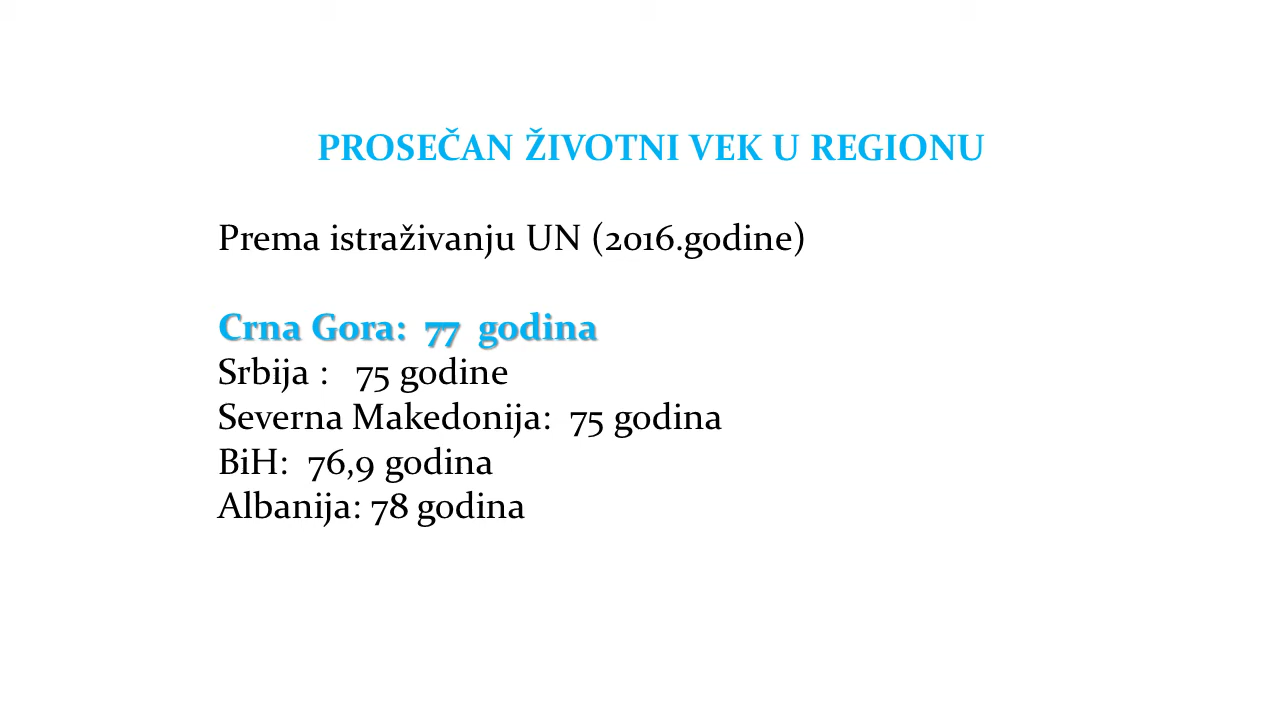 PROSEČAN ŽIVOTNI VEK U REGIONU
Prema istraživanju UN (2016.godine)
Crna Gora: 77 godina
Srbija : 75 godine
Severna Makedonija: 75 godina
BiH: 76,9 godina
Albanija: 78 godina